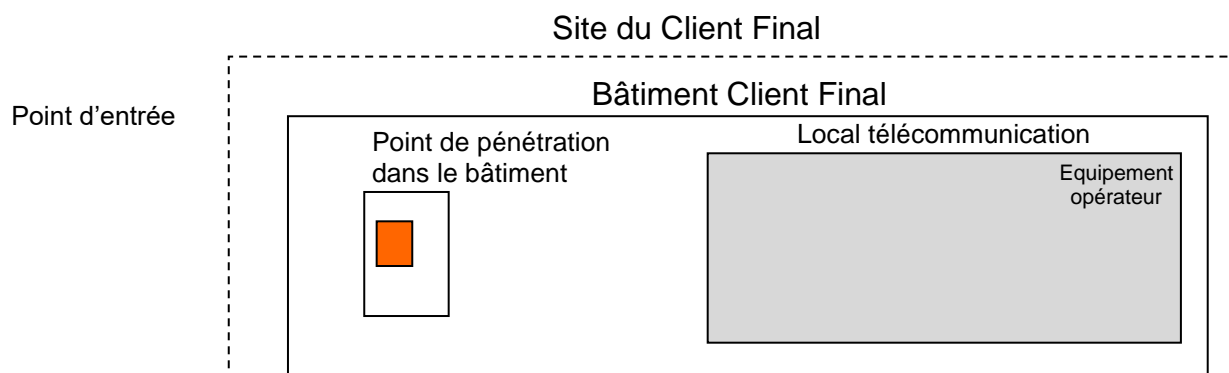 Site du Client Final
Bâtiment Client Final
Point d’entrée
Point de pénétration
dans le bâtiment
Local télécommunication
Equipement
opérateur